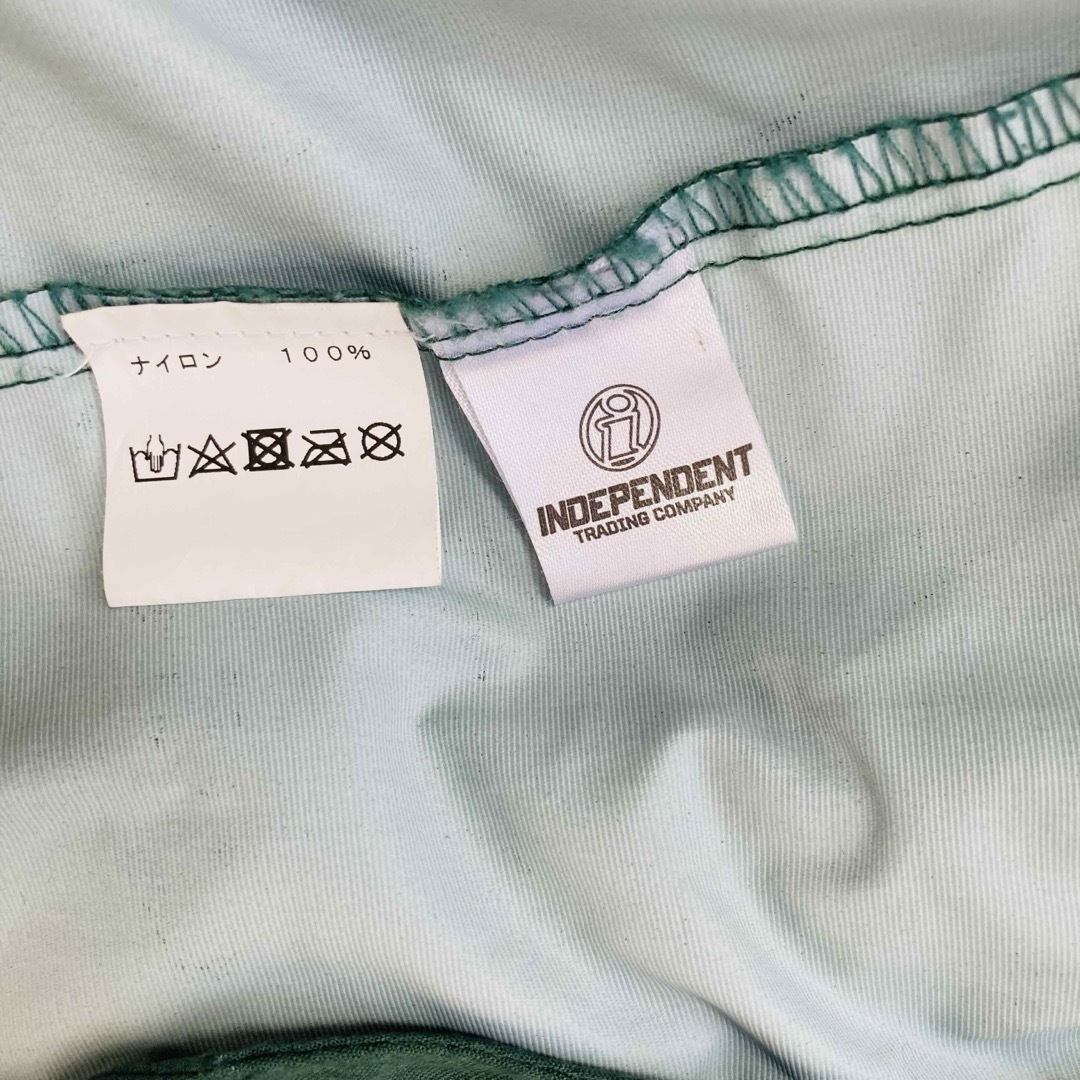 ナイロン　１００％
INDEPENDENT
TRADING COMPANY